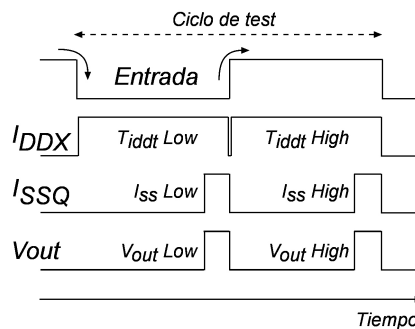 Ciclo de test
Entrada
IDDX
Tiddt Low
Tiddt High
ISSQ
Iss Low
Iss High
Vout
Vout Low
Vout High
Tiempo